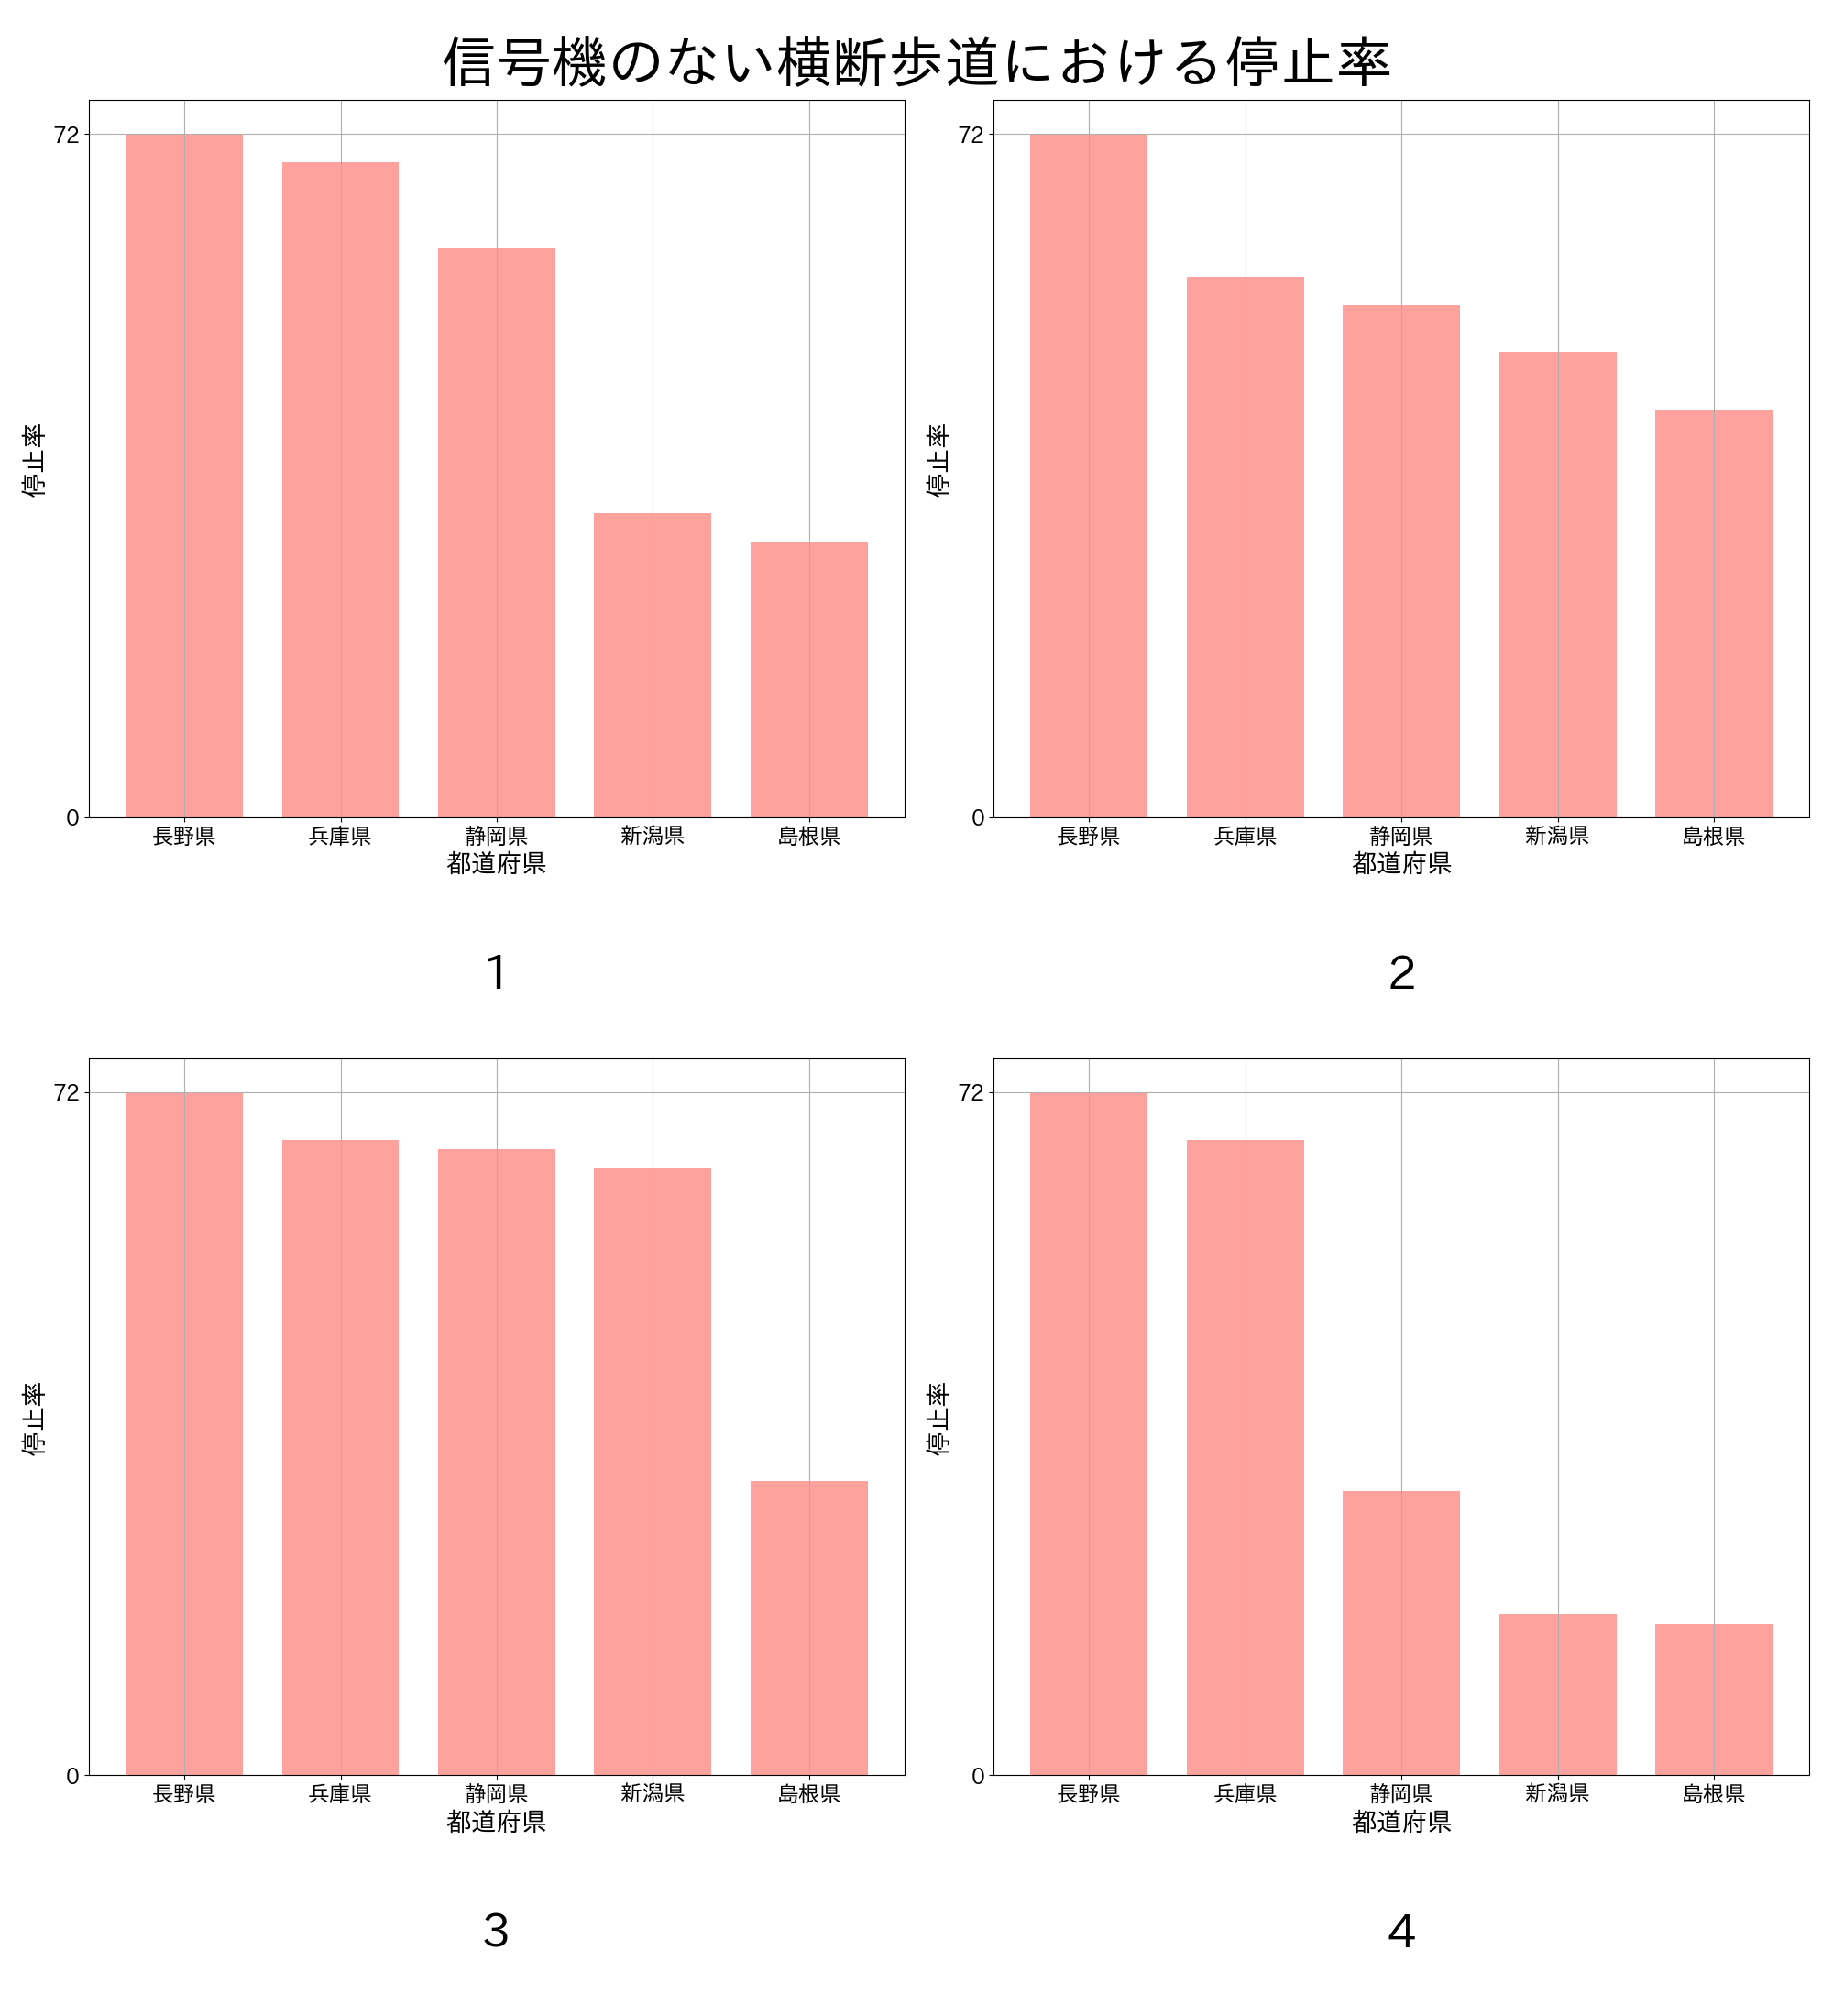 信号機のない横断歩道における停止率
72
停止率
0
長野県 兵庫県 静岡県 新潟県 島根県
都道府県
1
72
停止率
0
長野県 兵庫県 静岡県 新潟県 島根県
都道府県
2
72
停止率
0
長野県 兵庫県 静岡県 新潟県 島根県
都道府県
3
72
停止率
0
長野県 兵庫県 静岡県 新潟県 島根県
都道府県
4